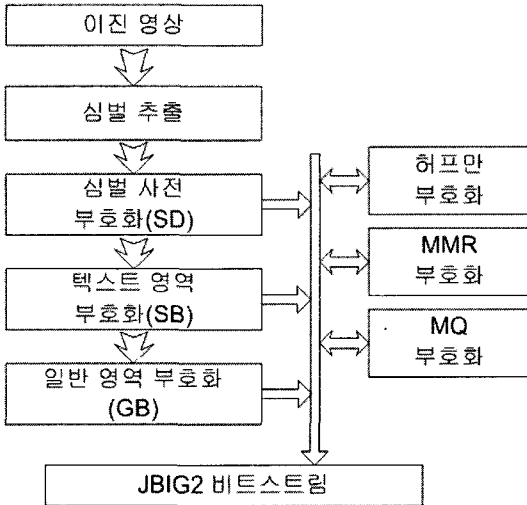 이진 영상
심벌 추출
심벌 사전
부호화(SD)
텍스트 영역
부호화(SB)
일반 영역 부호화
(GB)
허프만
부호화
MMR
부호화
MQ
부호화
JBIG2 비트스트림